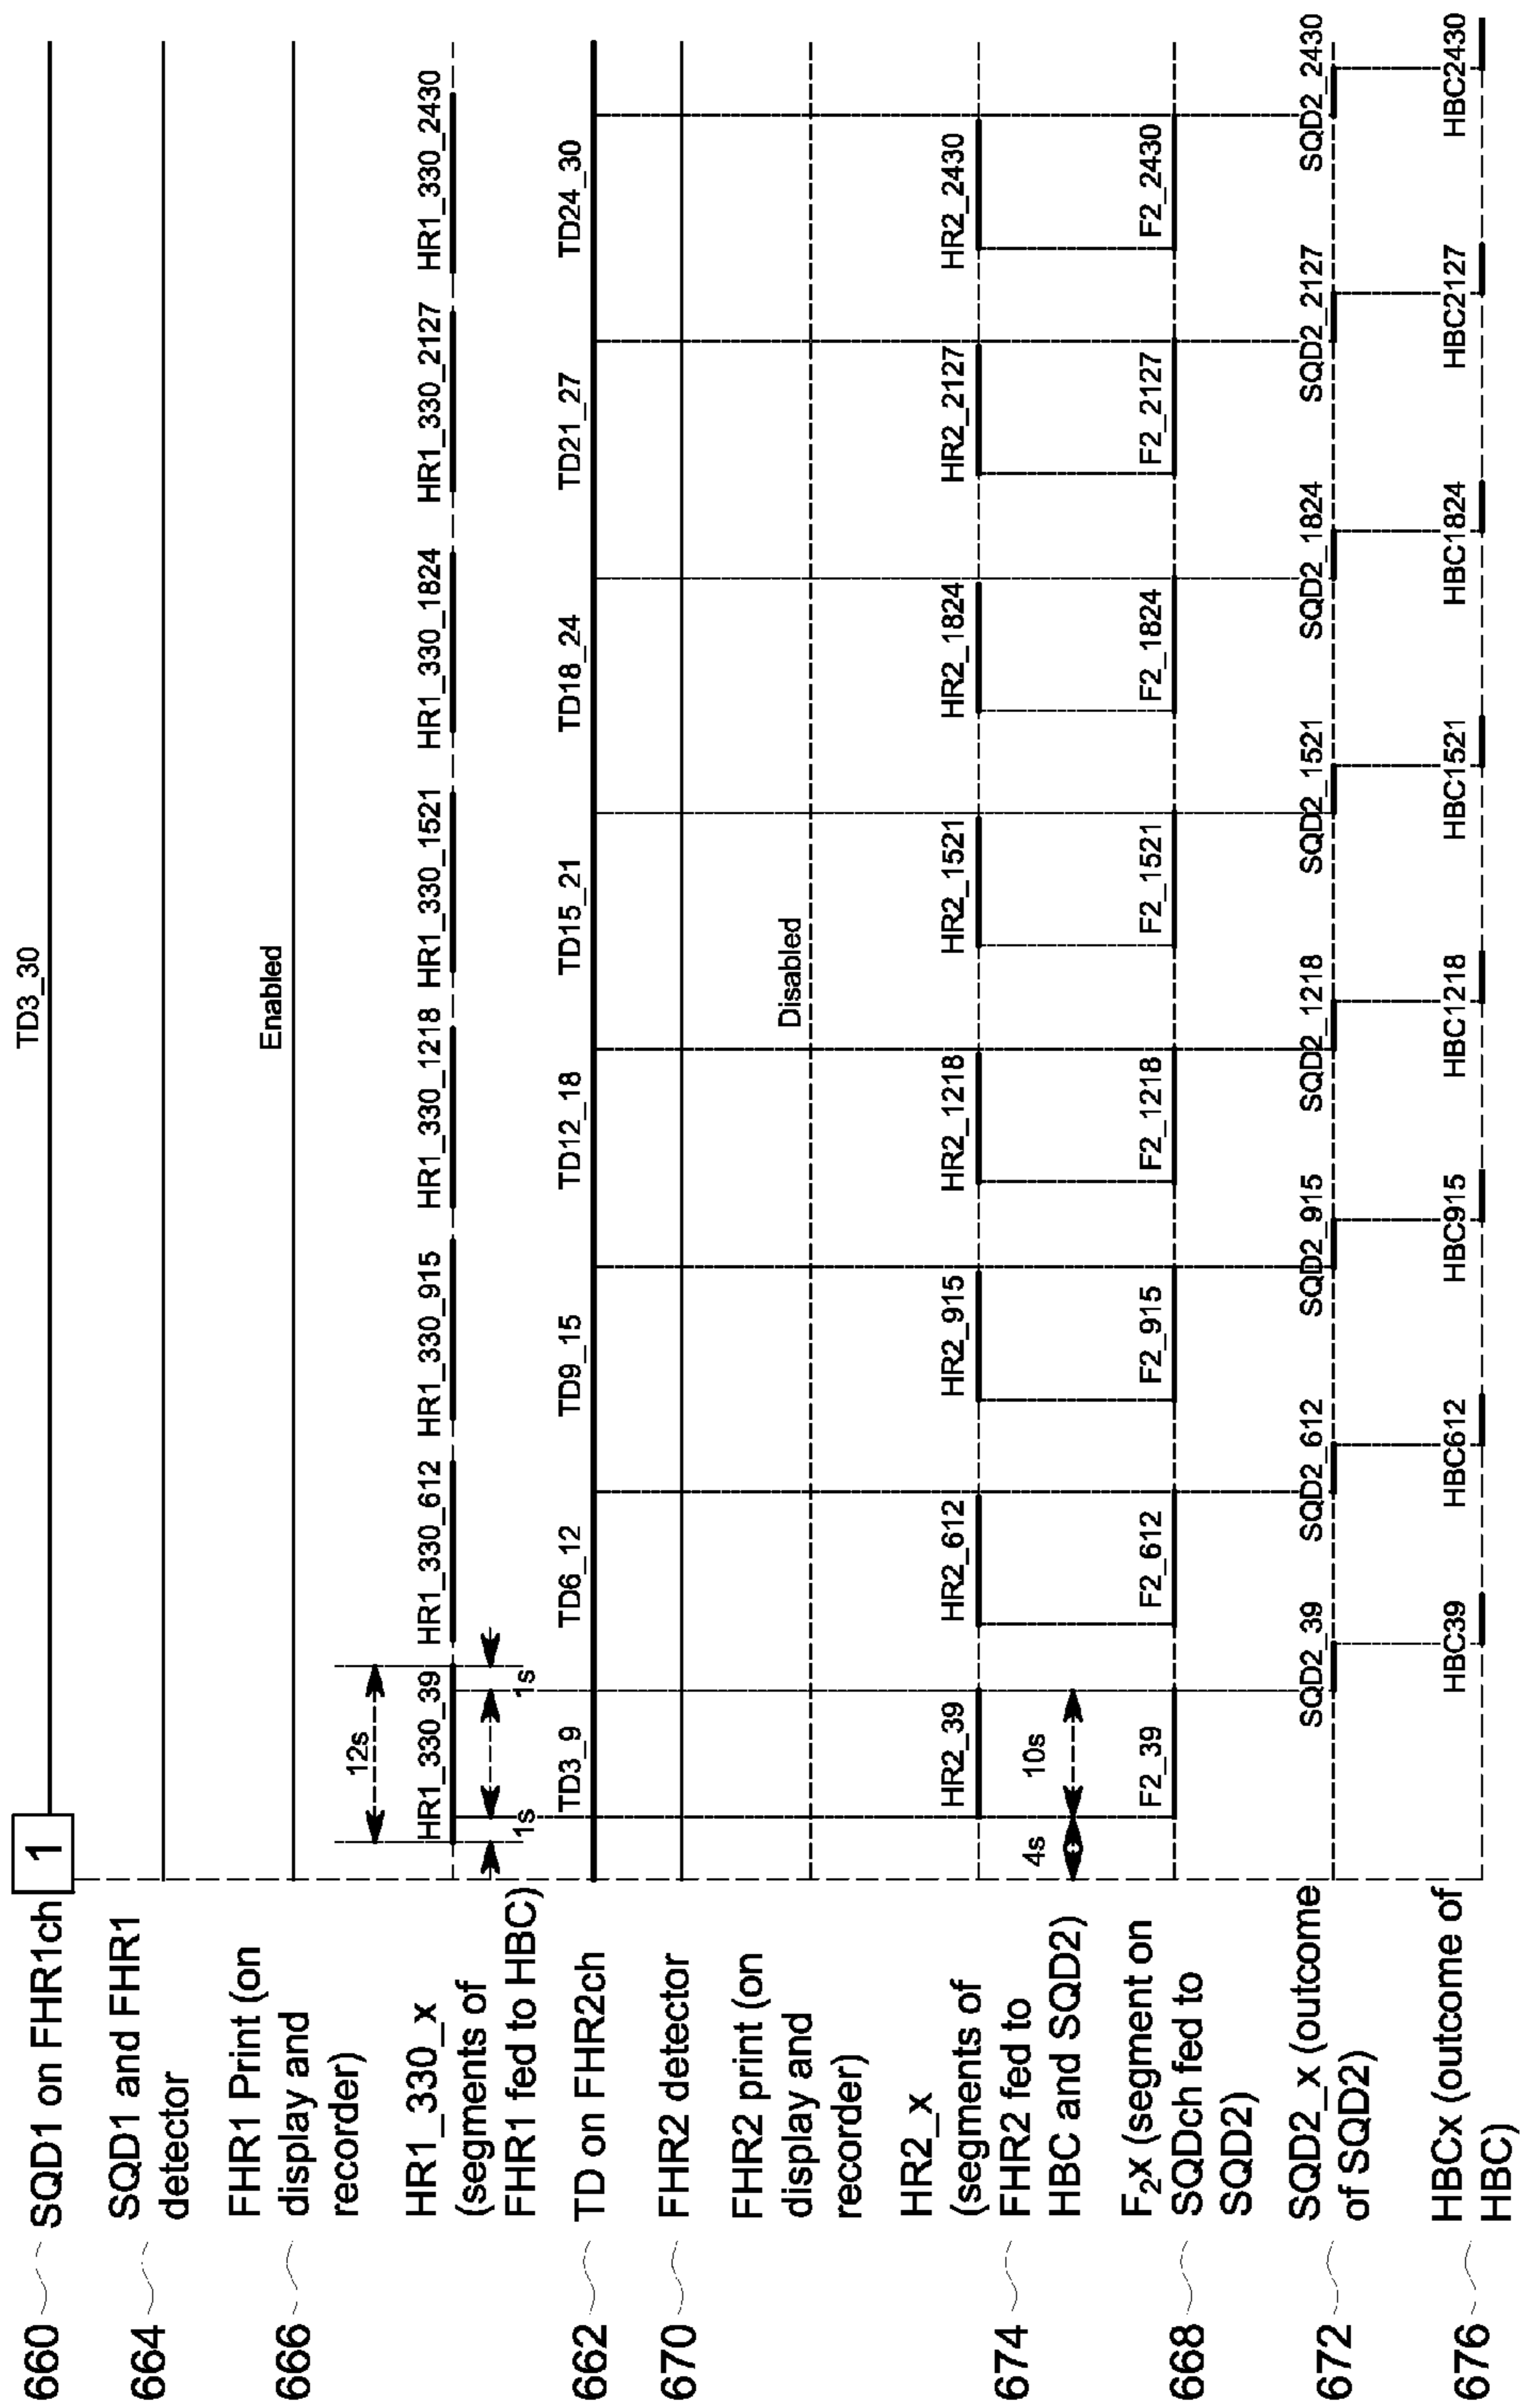 660 SQD1 on FHR1ch
1
TD3_30
664 SQD1 and FHR1
detector
666 FHR1 Print (on
display and
recorder)
Enabled
12s
HR1_330_x
(segments of
FHR1 fed to HBC)
HR1_330_39 HR1_330_612 HR1_330_915 HR1_330_1218 HR1_330_1521 HR1_330_1824 HR1_330_2127 HR1_330_2430
1s 1s
662 TD on FHR2ch
TD3_9 TD6_12 TD9_15 TD12_18 TD15_21 TD18_24 TD21_27 TD24_30
670 FHR2 detector
FHR2 print (on
display and
recorder)
Disabled
674 HR2_x
(segments of
FHR2 fed to
HBC and SQD2)
HR2_39 HR2_612 HR2_915 HR2_1218 HR2_1521 HR2_1824 HR2_2127 HR2_2430
4s 10s
668 F₂x (segment on
SQDch fed to
SQD2)
F2_39 F2_612 F2_915 F2_1218 F2_1521 F2_1824 F2_2127 F2_2430
672 SQD2_x (outcome
of SQD2)
SQD2_39 SQD2_612 SQD2_915 SQD2_1218 SQD2_1521 SQD2_1824 SQD2_2127 SQD2_2430
676 HBCx (outcome of
HBC)
HBC39 HBC612 HBC915 HBC1218 HBC1521 HBC1824 HBC2127 HBC2430